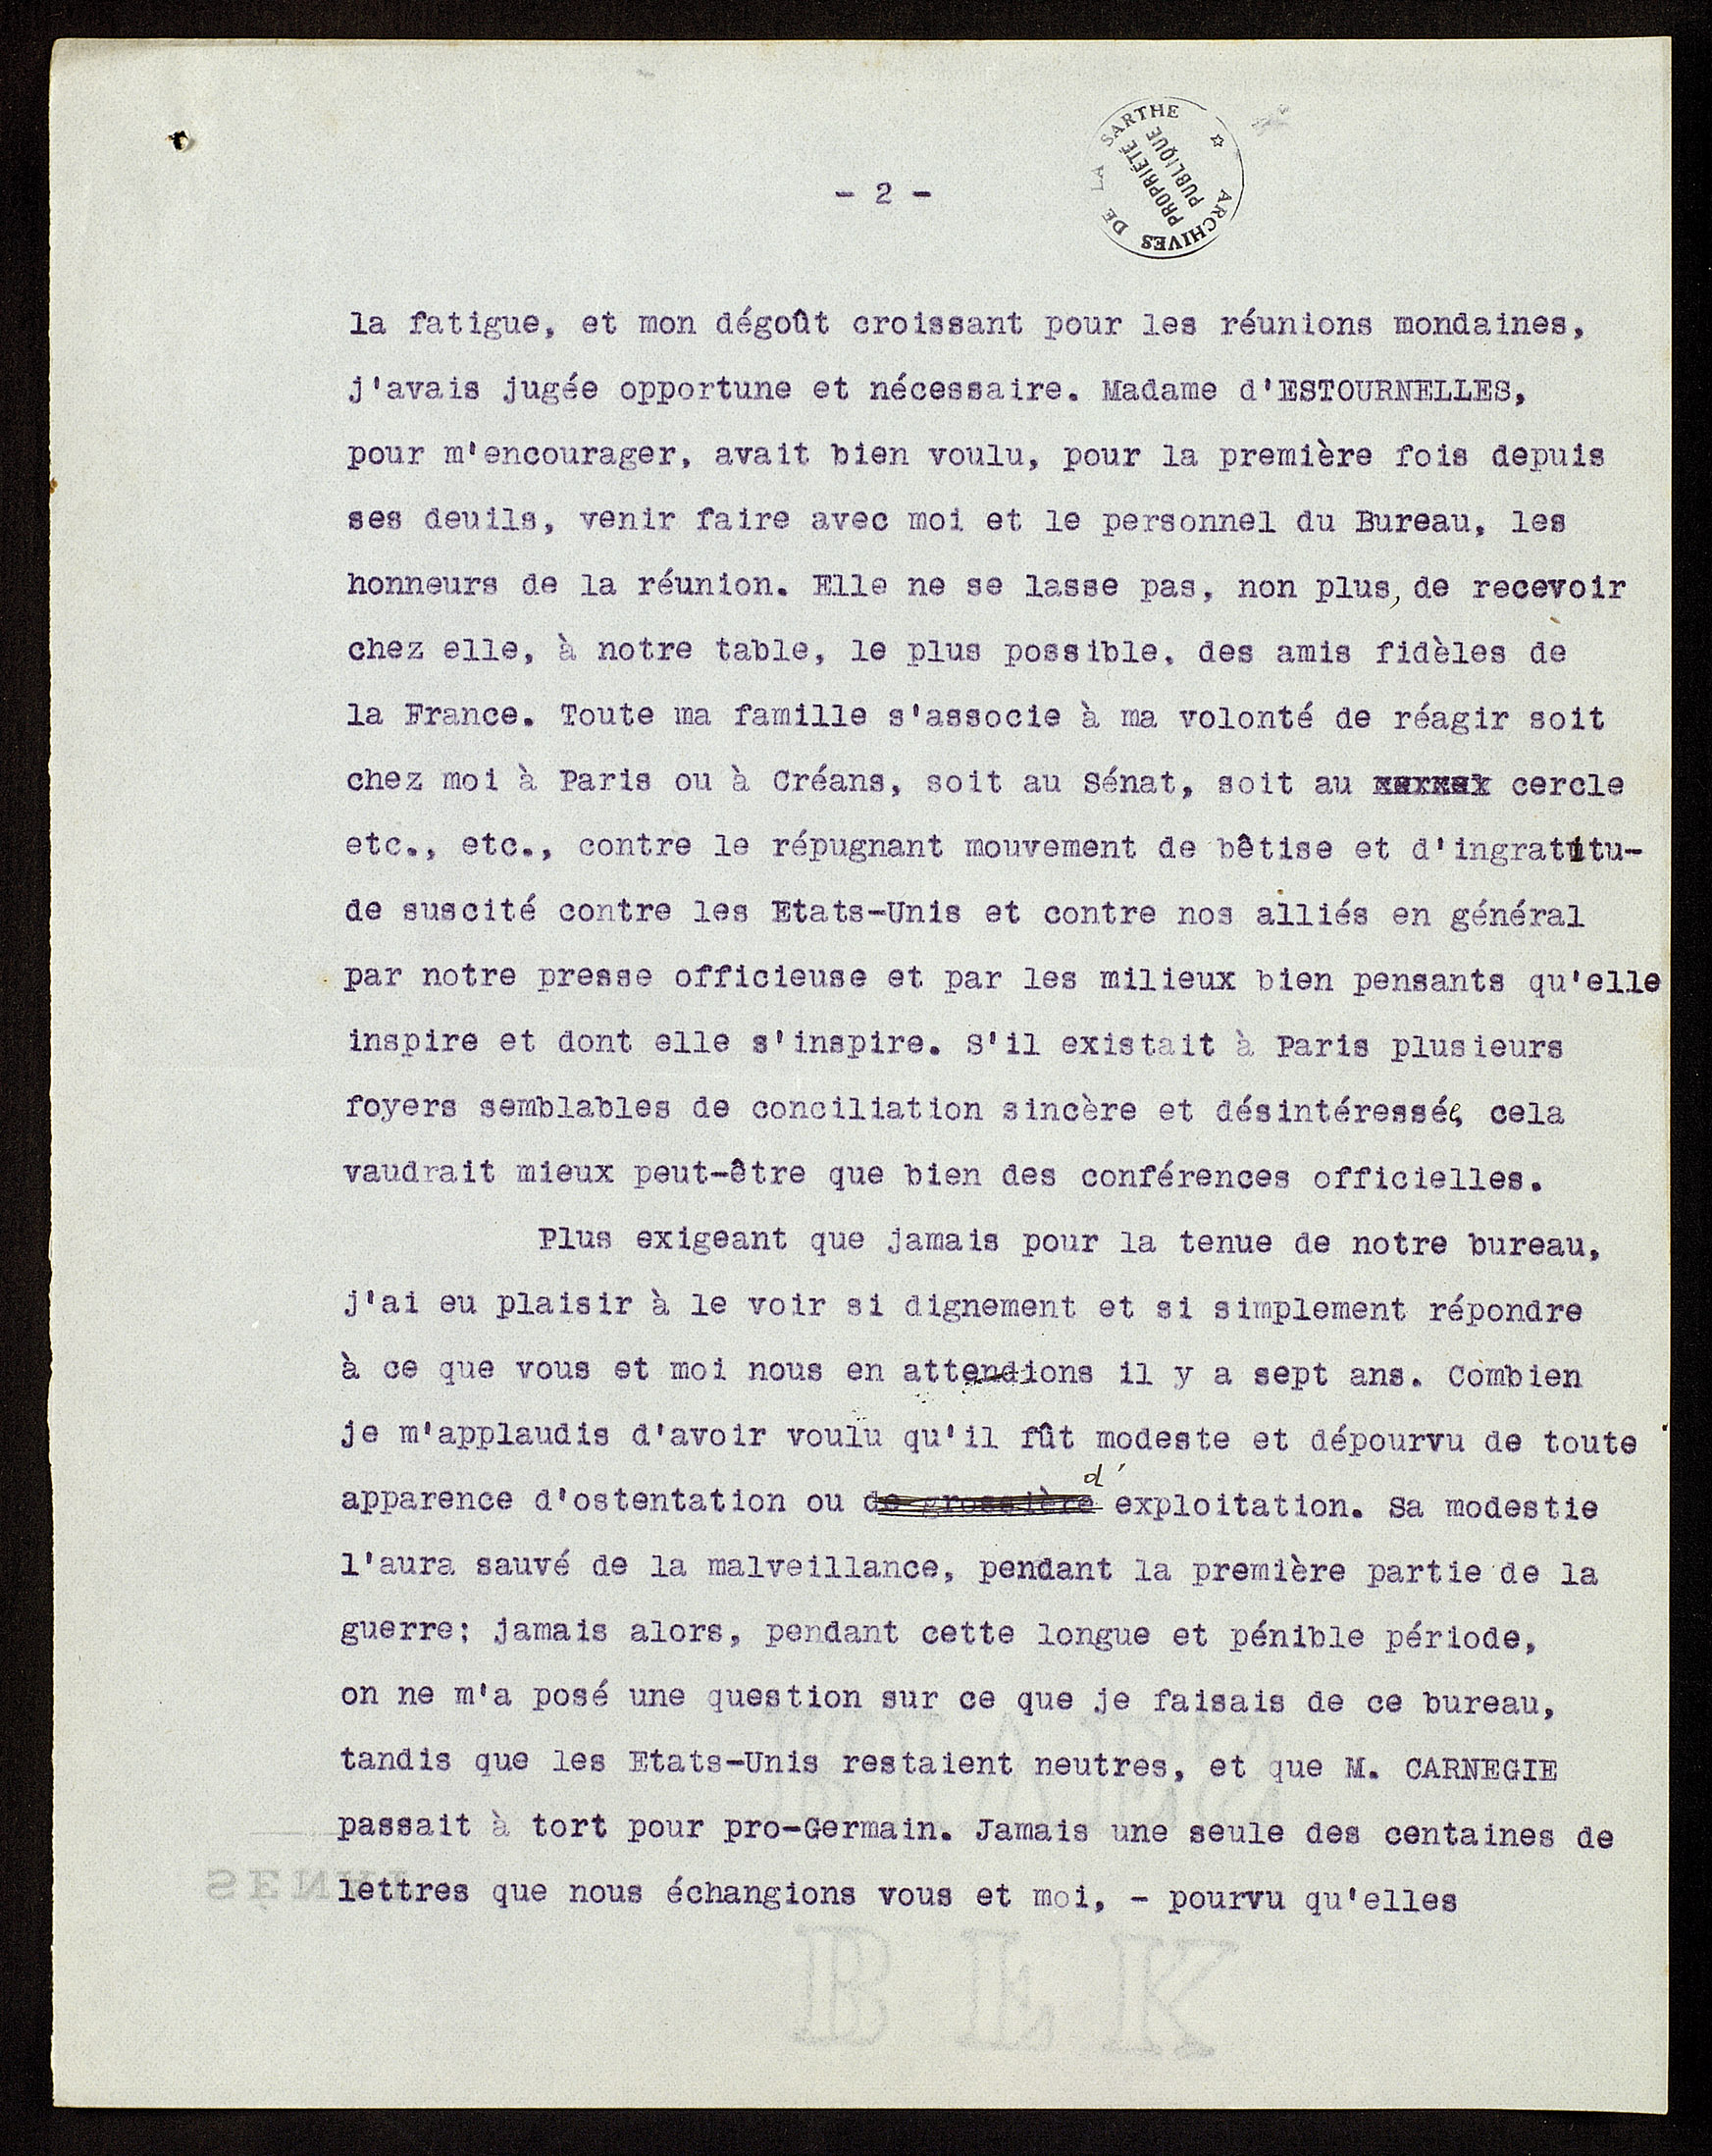 ARCHIVES DE LA SARTHE
PROPRIÉTÉ
PUBLIQUE
- 2 -
la fatigue, et mon dégoût croissant pour les réunions mondaines,
j'avais jugée opportune et nécessaire. Madame d'ESTOURNELLES,
pour m'encourager, avait bien voulu, pour la première fois depuis
ses deuils, venir faire avec moi et le personnel du Bureau, les
honneurs de la réunion. Elle ne se lasse pas, non plus, de recevoir
chez elle, à notre table, le plus possible, des amis fidèles de
la France. Toute ma famille s'associe à ma volonté de réagir soit
chez moi à Paris ou à Créans, soit au Sénat, soit au cercle
etc., etc., contre le répugnant mouvement de bêtise et d'ingratitu-
de suscité contre les Etats-Unis et contre nos alliés en général
par notre presse officieuse et par les milieux bien pensants qu'elle
inspire et dont elle s'inspire. S'il existait à Paris plusieurs
foyers semblables de conciliation sincère et désintéressée, cela
vaudrait mieux peut-être que bien des conférences officielles.
Plus exigeant que jamais pour la tenue de notre bureau,
j'ai eu plaisir à le voir si dignement et si simplement répondre
à ce que vous et moi nous en attendions il y a sept ans. Combien
je m'applaudis d'avoir voulu qu'il fût modeste et dépourvu de toute
apparence d'ostentation ou de grossière d'exploitation. Sa modestie
l'aura sauvé de la malveillance, pendant la première partie de la
guerre; jamais alors, pendant cette longue et pénible période,
on ne m'a posé une question sur ce que je faisais de ce bureau,
tandis que les Etats-Unis restaient neutres, et que M. CARNEGIE
passait à tort pour pro-Germain. Jamais une seule des centaines de
lettres que nous échangions vous et moi, - pourvu qu'elles